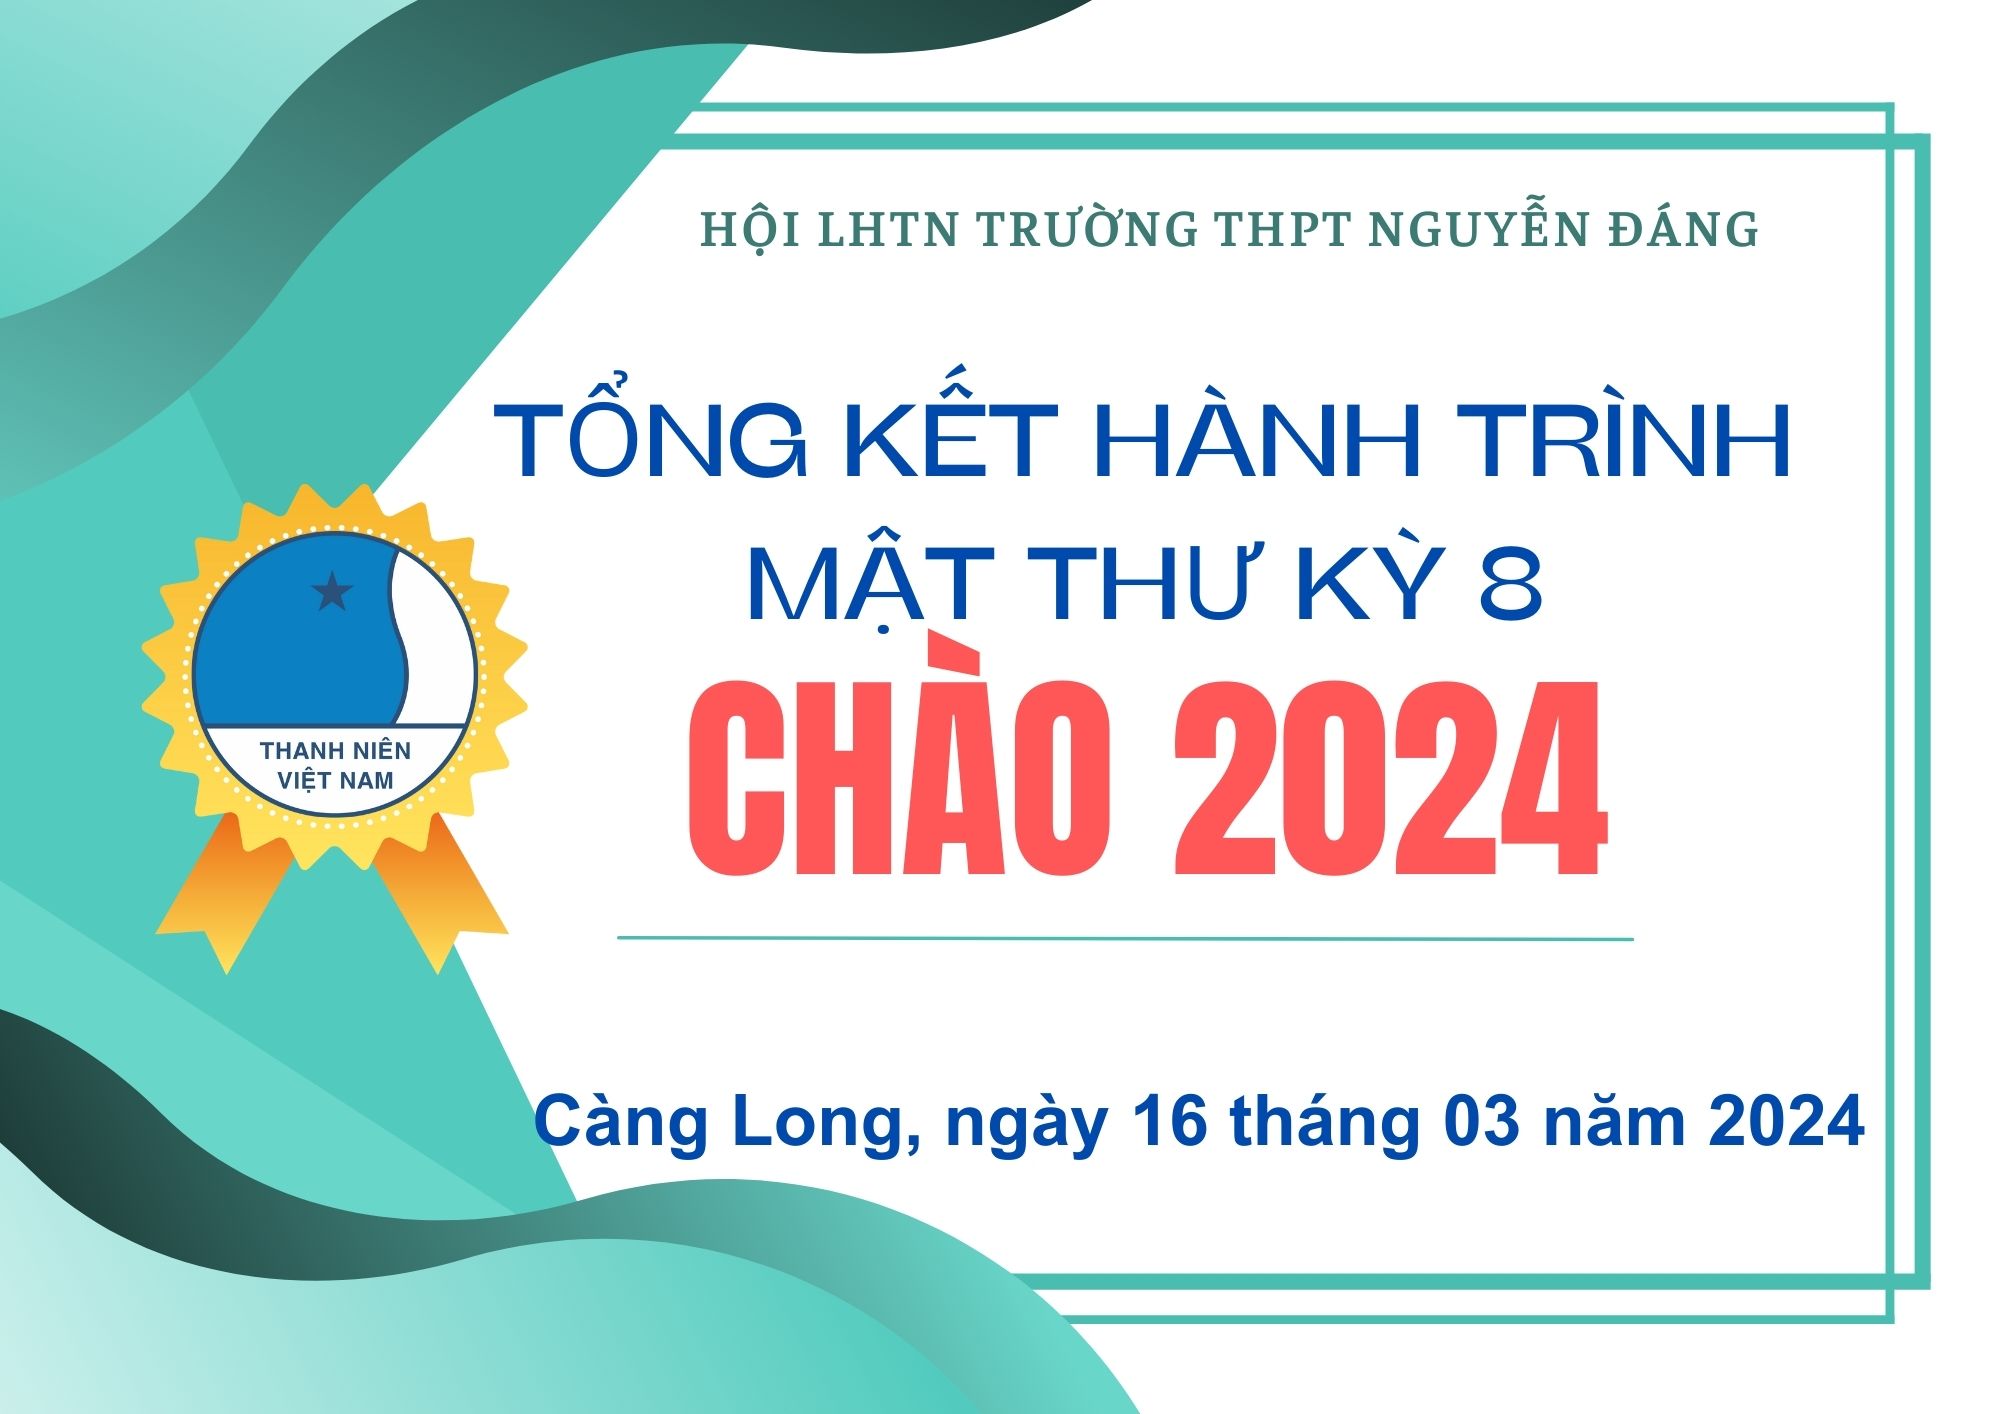 HỘI LHTN TRƯỜNG THPT NGUYỄN ĐÁNG
TỔNG KẾT HÀNH TRÌNH
MẬT THƯ KỲ 8
CHÀO 2024
THANH NIÊN
VIỆT NAM
Càng Long, ngày 16 tháng 03 năm 2024